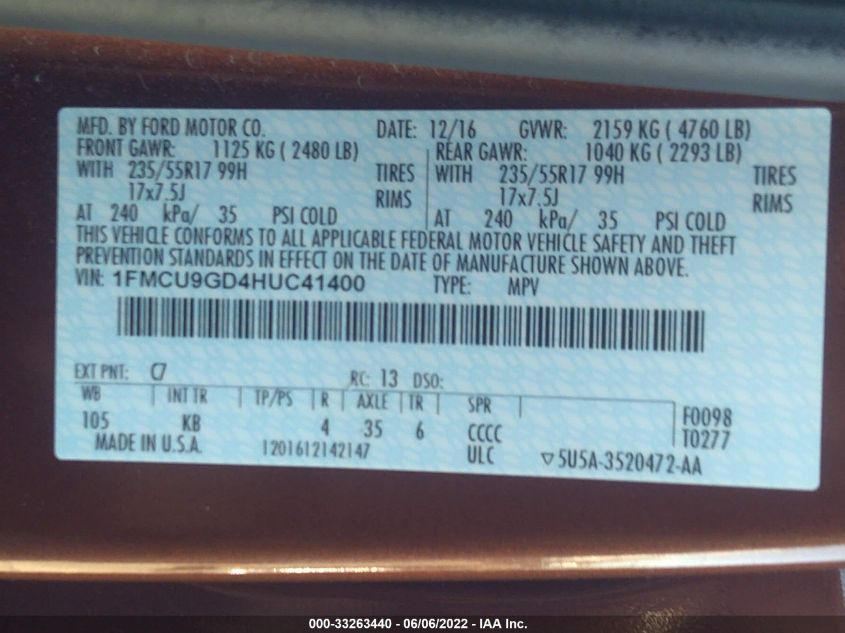 MFD. BY FORD MOTOR CO. DATE: 12/16 GVWR: 2159 KG ( 4760 LB)
FRONT GAWR: 1125 KG ( 2480 LB) REAR GAWR: 1040 KG ( 2293 LB)
WITH 235/55R17 99H TIRES WITH 235/55R17 99H TIRES
17x7.5J RIMS 17x7.5J RIMS
AT 240 kPa/ 35 PSI COLD AT 240 kPa/ 35 PSI COLD
THIS VEHICLE CONFORMS TO ALL APPLICABLE FEDERAL MOTOR VEHICLE SAFETY AND THEFT
PREVENTION STANDARDS IN EFFECT ON THE DATE OF MANUFACTURE SHOWN ABOVE.
VIN: 1FMCU9GD4HUC41400 TYPE: MPV
EXT PNT: C7 RC: 13 DSO:
WB INT TR TP/PS R AXLE TR SPR F0098
105 KB 4 35 6 CCCC T0277
MADE IN U.S.A. 1201612142147 ULC ▽5U5A-3520472-AA
000-33263440 - 06/06/2022 - IAA Inc.